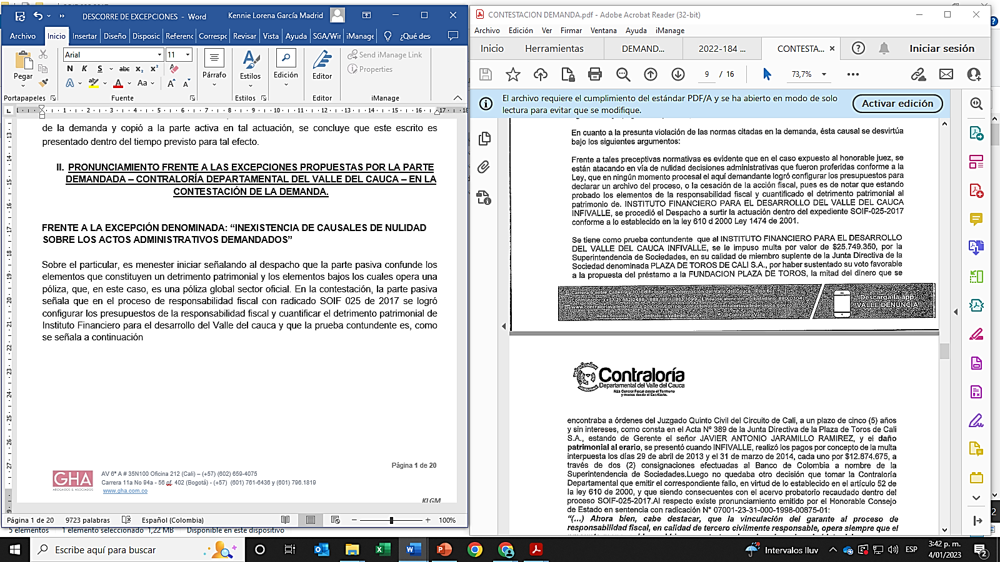 DESCORRE DE EXCEPCIONES - Word
Kennie Lorena García Madrid
Archivo Inicio Insertar Diseño Disposic Referenc Corresp Revisar Vista Ayuda SGA/Wir iManage ¿Qué des
Pegar
Arial 11
N K S abc x₂ x²
A A Aa A A
Párrafo
Estilos
Edición
Editor
Send iManage Link
Properties
Portapapeles Fuente Estilos Editor iManage
de la demanda y copió a la parte activa en tal actuación, se concluye que este escrito es
presentado dentro del tiempo previsto para tal efecto.
II. PRONUNCIAMIENTO FRENTE A LAS EXCEPCIONES PROPUESTAS POR LA PARTE
DEMANDADA – CONTRALORÍA DEPARTAMENTAL DEL VALLE DEL CAUCA – EN LA
CONTESTACIÓN DE LA DEMANDA.
FRENTE A LA EXCEPCIÓN DENOMINADA: “INEXISTENCIA DE CAUSALES DE NULIDAD
SOBRE LOS ACTOS ADMINISTRATIVOS DEMANDADOS”
Sobre el particular, es menester iniciar señalando al despacho que la parte pasiva confunde los
elementos que constituyen un detrimento patrimonial y los elementos bajos los cuales opera una
póliza, que, en este caso, es una póliza global sector oficial. En la contestación, la parte pasiva
señala que en el proceso de responsabilidad fiscal con radicado SOIF 025 de 2017 se logró
configurar los presupuestos de la responsabilidad fiscal y cuantificar el detrimento patrimonial de
Instituto Financiero para el desarrollo del Valle del cauca y que la prueba contundente es, como
se señala a continuación
Página 1 de 20
GHA
ABOGADOS & ASOCIADOS
AV 6ª A # 35N100 Oficina 212 (Cali) – (+57) (602) 659-4075
Carrera 11a No 94a - 56 of. 402 (Bogotá) - (+57) (601) 761-6436 y (601) 796.1819
www.gha.com.co
KLGM
Página 1 de 20 9723 palabras Español (Colombia) 100%
5 elementos 1 elemento seleccionado 1,22 MB Disponible en este dispositivo
CONTESTACION DEMANDA.pdf - Adobe Acrobat Reader (32-bit)
Archivo Edición Ver Firmar Ventana Ayuda iManage
Inicio Herramientas DEMAND... 2022-184 ... CONTESTA... Iniciar sesión
9 / 16 73,7%
El archivo requiere el cumplimiento del estándar PDF/A y se ha abierto en modo de solo
lectura para evitar que se modifique.
Activar edición
En cuanto a la presunta violación de las normas citadas en la demanda, ésta causal se desvirtúa
bajo los siguientes argumentos:
Frente a tales preceptivas normativas es evidente que en el caso expuesto al honorable juez, se
están atacando en vía de nulidad decisiones administrativas que fueron proferidas conforme a la
Ley, que en ningún momento procesal el aquí demandante logró configurar los presupuestos para
declarar un archivo del proceso, o la cesación de la acción fiscal, pues es de notar que estando
probado los elementos de la responsabilidad fiscal y cuantificado el detrimento patrimonial al
patrimonio de. INSTITUTO FINANCIERO PARA EL DESARROLLO DEL VALLE DEL CAUCA
INFIVALLE, se procedió el Despacho a surtir la actuación dentro del expediente SOIF-025-2017
conforme a lo establecido en la ley 610 d 2000 Ley 1474 de 2001.
Se tiene como prueba contundente que al INSTITUTO FINANCIERO PARA EL DESARROLLO
DEL VALLE DEL CAUCA INFIVALLE, se le impuso multa por valor de $25.749.350, por la
Superintendencia de Sociedades, en su calidad de miembro suplente de la Junta Directiva de la
Sociedad denominada PLAZA DE TOROS DE CALI S.A., por haber sustentado su voto favorable
a la propuesta del préstamo a la FUNDACION PLAZA DE TOROS, la mitad del dinero que se
Carrera 6 entre Calles 9 y 10. Edificio de la Gobernación del Valle del Cauca - Piso 6
Descarga la app
VALLE DENUNCIA
Contraloría
Departamental del Valle del Cauca
Más Control Fiscal desde el Territorio
y menos desde el Escritorio.
encontraba a órdenes del Juzgado Quinto Civil del Circuito de Cali, a un plazo de cinco (5) años
y sin intereses, como consta en el Acta Nº 389 de la Junta Directiva de la Plaza de Toros de Cali
S.A., estando de Gerente el señor JAVIER ANTONIO JARAMILLO RAMIREZ, y el daño
patrimonial al erario, se presentó cuando INFIVALLE, realizó los pagos por concepto de la multa
interpuesta los días 29 de abril de 2013 y el 31 de marzo de 2014, cada uno por $12.874.675, a
través de dos (2) consignaciones efectuadas al Banco de Colombia a nombre de la
Superintendencia de Sociedades.Luego no quedaba otro decisión que tomar la Contraloría
Departamental que emitir el correspondiente fallo, en virtud de lo establecido en el artículo 52 de
la ley 610 de 2000, y que siendo consecuentes con el acervo probatorio recaudado dentro del
proceso SOIF-025-2017.Al respecto existe pronunciamiento emitido por el Honorable Consejo
de Estado en sentencia con radicación N° 07001-23-31-000-1998-00875-01:
“(...) Ahora bien, cabe destacar, que la vinculación del garante al proceso de
responsabilidad fiscal, en calidad de tercero civilmente responsable, opera siempre que el
Escribe aquí para buscar
Intervalos lluv
ESP
3:42 p. m.
4/01/2023
2